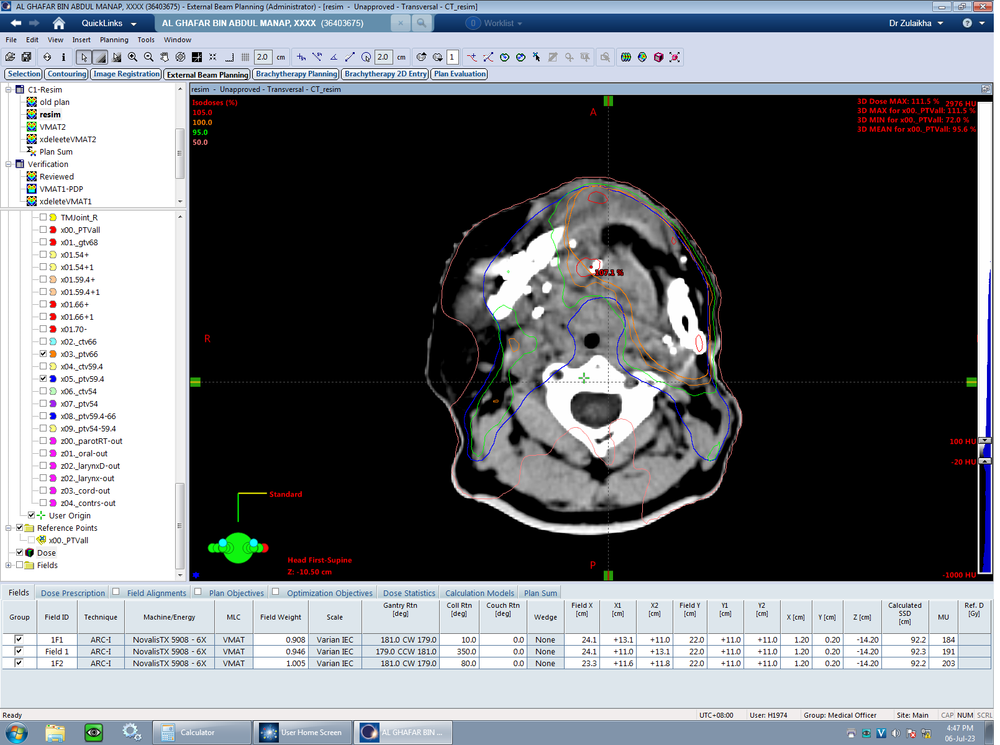 AL GHAFAR BIN ABDUL MANAP, XXXX (36403675) - External Beam Planning (Administrator) - [resim - Unapproved - Transversal - CT_resim]
QuickLinks AL GHAFAR BIN ABDUL MANAP, XXXX (36403675) 0 Worklist Dr Zulaikha
File Edit View Insert Planning Tools Window
2.0 cm 2.0 cm 1
Selection Contouring Image Registration External Beam Planning Brachytherapy Planning Brachytherapy 2D Entry Plan Evaluation
C1-Resim
old plan
resim
VMAT2
xdeleeteVMAT2
Plan Sum
Verification
Reviewed
VMAT1-PDP
xdeleteVMAT1
TMJoint_R
x00._PTVall
x01._gtv68
x01.54+
x01.54+1
x01.59.4+
x01.59.4+1
x01.66+
x01.66+1
x01.70-
x02._ctv66
x03._ptv66
x04._ctv59.4
x05._ptv59.4
x06._ctv54
x07._ptv54
x08._ptv59.4-66
x09._ptv54-59.4
z00._parotRT-out
z01._oral-out
z02._larynxD-out
z02._larynx-out
z03._cord-out
z04._contrs-out
User Origin
Reference Points
x00._PTVall
Dose
Fields
resim - Unapproved - Transversal - CT_resim
Isodoses (%)
105.0
100.0
95.0
50.0
3D Dose MAX: 111.5 %
3D MAX for x00._PTVall: 111.5 %
3D MIN for x00._PTVall: 72.0 %
3D MEAN for x00._PTVall: 95.6 %
2976 HU
A
107.1 %
R
100 HU
-20 HU
Standard
Head First-Supine
Z: -10.50 cm
P
-1000 HU
Fields Dose Prescription Field Alignments Plan Objectives Optimization Objectives Dose Statistics Calculation Models Plan Sum
Group Field ID Technique Machine/Energy MLC Field Weight Scale Gantry Rtn [deg] Coll Rtn [deg] Couch Rtn [deg] Wedge Field X [cm] X1 [cm] X2 [cm] Field Y [cm] Y1 [cm] Y2 [cm] X [cm] Y [cm] Z [cm] Calculated SSD [cm] MU Ref. D [Gy]
1F1 ARC-I NovalisTX 5908 - 6X VMAT 0.908 Varian IEC 181.0 CW 179.0 10.0 0.0 None 24.1 +13.1 +11.0 22.0 +11.0 +11.0 1.20 0.20 -14.20 92.2 184
Field 1 ARC-I NovalisTX 5908 - 6X VMAT 0.946 Varian IEC 179.0 CCW 181.0 350.0 0.0 None 24.1 +11.0 +13.1 22.0 +11.0 +11.0 1.20 0.20 -14.20 92.3 191
1F2 ARC-I NovalisTX 5908 - 6X VMAT 1.005 Varian IEC 181.0 CW 179.0 80.0 0.0 None 23.3 +11.6 +11.8 22.0 +11.0 +11.0 1.20 0.20 -14.20 92.2 203
Ready UTC+08:00 User: H1974 Group: Medical Officer Site: Main CAP NUM SCRL
Calculator User Home Screen AL GHAFAR BIN ... 4:47 PM
06-Jul-23